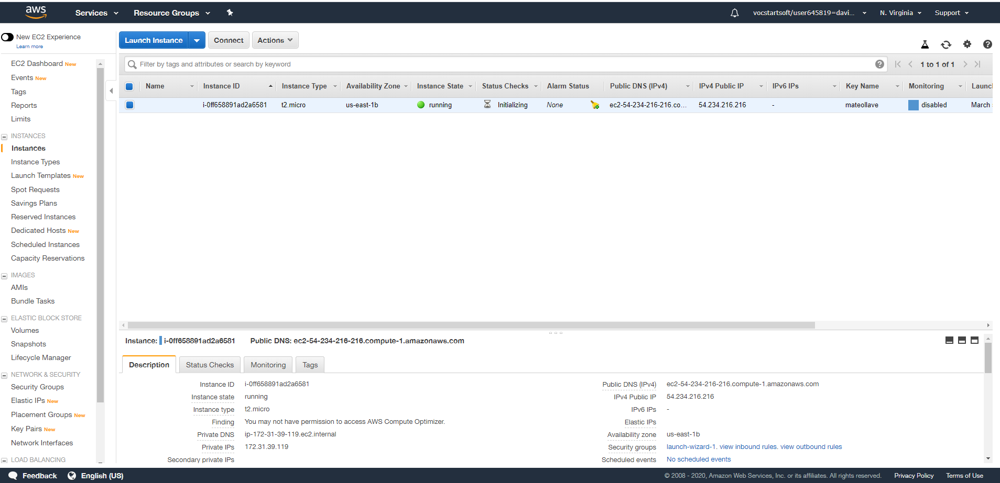 aws Services Resource Groups vocstartsoft/user645819=davi... N. Virginia Support
New EC2 Experience
Learn more
EC2 Dashboard New
Events New
Tags
Reports
Limits
INSTANCES
Instances
Instance Types
Launch Templates New
Spot Requests
Savings Plans
Reserved Instances
Dedicated Hosts New
Scheduled Instances
Capacity Reservations
IMAGES
AMIs
Bundle Tasks
ELASTIC BLOCK STORE
Volumes
Snapshots
Lifecycle Manager
NETWORK & SECURITY
Security Groups
Elastic IPs New
Placement Groups New
Key Pairs New
Network Interfaces
LOAD BALANCING
Launch Instance Connect Actions
Filter by tags and attributes or search by keyword 1 to 1 of 1
Name Instance ID Instance Type Availability Zone Instance State Status Checks Alarm Status Public DNS (IPv4) IPv4 Public IP IPv6 IPs Key Name Monitoring Launc
i-0ff658891ad2a6581 t2.micro us-east-1b running Initializing None ec2-54-234-216-216.co... 54.234.216.216 - mateollave disabled March
Instance: i-0ff658891ad2a6581 Public DNS: ec2-54-234-216-216.compute-1.amazonaws.com
Description Status Checks Monitoring Tags
Instance ID i-0ff658891ad2a6581
Instance state running
Instance type t2.micro
Finding You may not have permission to access AWS Compute Optimizer.
Private DNS ip-172-31-39-119.ec2.internal
Private IPs 172.31.39.119
Secondary private IPs
Public DNS (IPv4) ec2-54-234-216-216.compute-1.amazonaws.com
IPv4 Public IP 54.234.216.216
IPv6 IPs -
Elastic IPs
Availability zone us-east-1b
Security groups launch-wizard-1. view inbound rules. view outbound rules
Scheduled events No scheduled events
Feedback English (US) © 2008 - 2020, Amazon Web Services, Inc. or its affiliates. All rights reserved. Privacy Policy Terms of Use